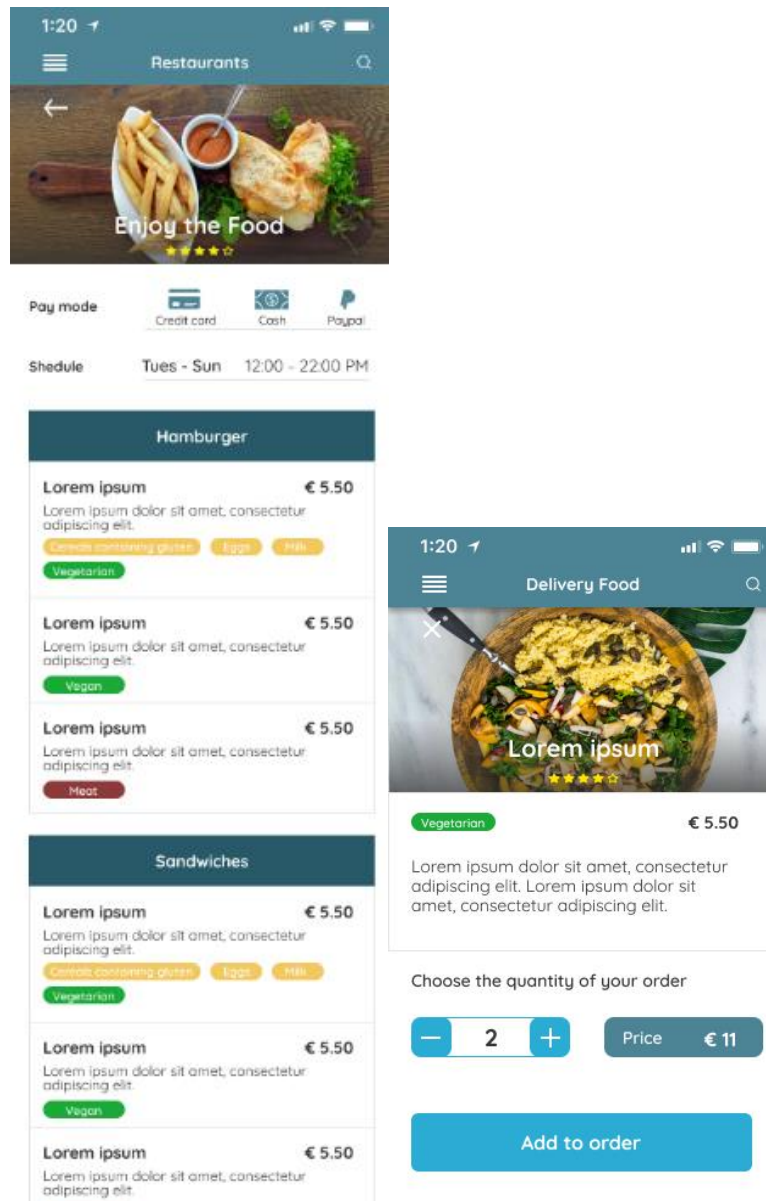 1:20
Restaurants
Enjoy the Food
Pay mode
Credit card
Cash
Paypal
Shedule
Tues - Sun
12:00 - 22:00 PM
Hamburger
Lorem ipsum
€ 5.50
Lorem ipsum dolor sit amet, consectetur
adipiscing elit.
Cereals containing gluten
Eggs
Milk
Vegetarian
Lorem ipsum
€ 5.50
Lorem ipsum dolor sit amet, consectetur
adipiscing elit.
Vegan
Lorem ipsum
€ 5.50
Lorem ipsum dolor sit amet, consectetur
adipiscing elit.
Meat
Sandwiches
Lorem ipsum
€ 5.50
Lorem ipsum dolor sit amet, consectetur
adipiscing elit.
Cereals containing gluten
Eggs
Milk
Vegetarian
Lorem ipsum
€ 5.50
Lorem ipsum dolor sit amet, consectetur
adipiscing elit.
Vegan
Lorem ipsum
€ 5.50
Lorem ipsum dolor sit amet, consectetur
adipiscing elit.
1:20
Delivery Food
Lorem ipsum
Vegetarian
€ 5.50
Lorem ipsum dolor sit amet, consectetur
adipiscing elit. Lorem ipsum dolor sit
amet, consectetur adipiscing elit.
Choose the quantity of your order
2
Price
€ 11
Add to order